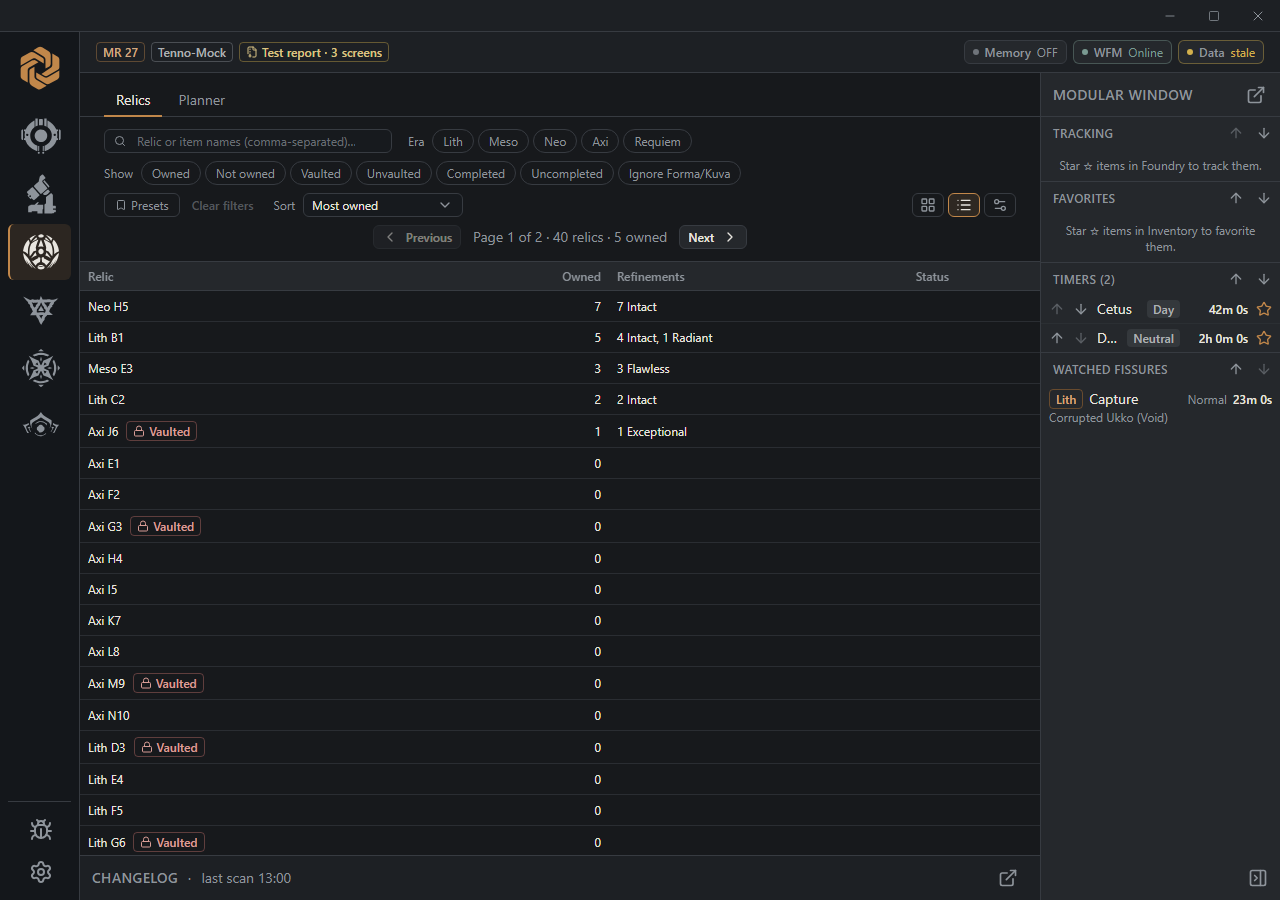 MR 27 Tenno-Mock Test report · 3 screens Memory OFF WFM Online Data stale
Relics Planner
Relic or item names (comma-separated)... Era Lith Meso Neo Axi Requiem
Show Owned Not owned Vaulted Unvaulted Completed Uncompleted Ignore Forma/Kuva
Presets Clear filters Sort Most owned
Previous Page 1 of 2 · 40 relics · 5 owned Next
Relic Owned Refinements Status
Neo H5 7 7 Intact
Lith B1 5 4 Intact, 1 Radiant
Meso E3 3 3 Flawless
Lith C2 2 2 Intact
Axi J6 Vaulted 1 1 Exceptional
Axi E1 0
Axi F2 0
Axi G3 Vaulted 0
Axi H4 0
Axi I5 0
Axi K7 0
Axi L8 0
Axi M9 Vaulted 0
Axi N10 0
Lith D3 Vaulted 0
Lith E4 0
Lith F5 0
Lith G6 Vaulted 0
CHANGELOG · last scan 13:00
MODULAR WINDOW
TRACKING
Star ☆ items in Foundry to track them.
FAVORITES
Star ☆ items in Inventory to favorite
them.
TIMERS (2)
Cetus Day 42m 0s
D... Neutral 2h 0m 0s
WATCHED FISSURES
Lith Capture Normal 23m 0s
Corrupted Ukko (Void)